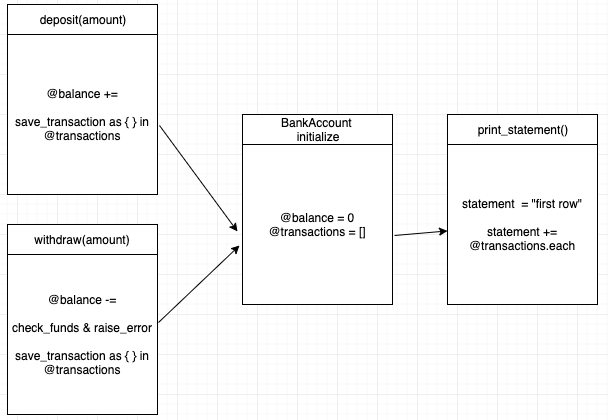 deposit(amount)
@balance +=
save_transaction as { } in
@transactions
withdraw(amount)
@balance -=
check_funds & raise_error
save_transaction as { } in
@transactions
BankAccount
initialize
@balance = 0
@transactions = []
print_statement()
statement  = "first row"
statement +=
@transactions.each